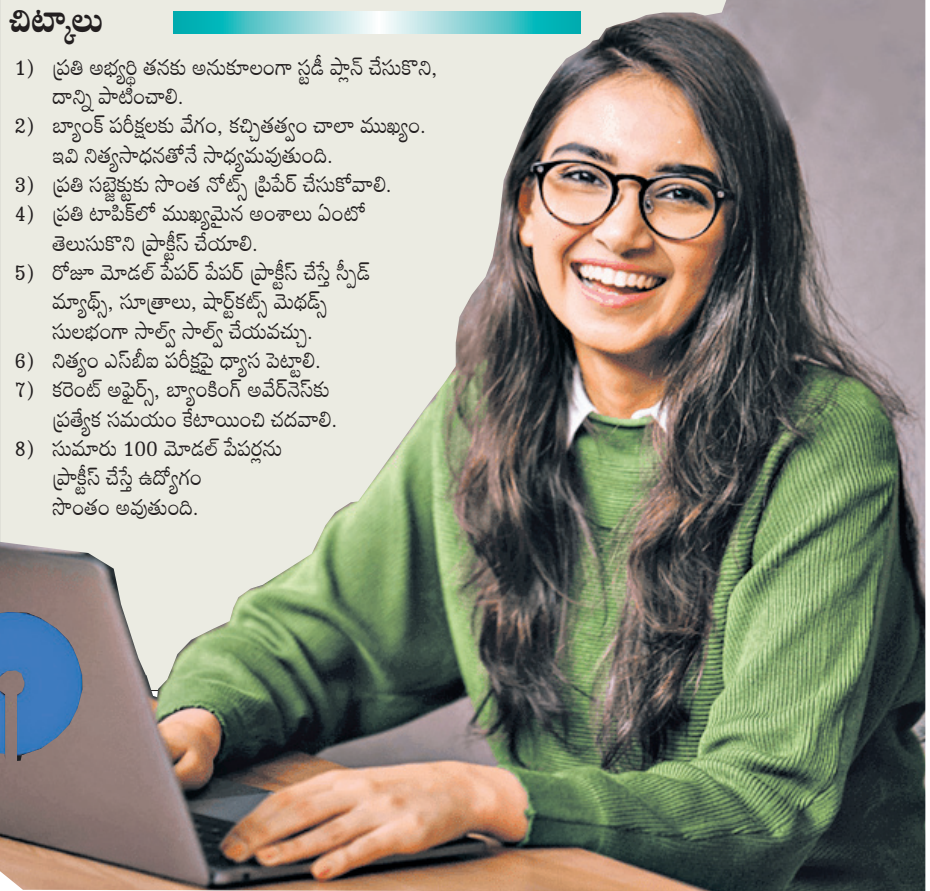 చిట్కాలు
1) ప్రతి అభ్యర్థి తనకు అనుకూలంగా స్టడీ ప్లాన్ చేసుకొని,
దాన్ని పాటించాలి.
2) బ్యాంక్ పరీక్షలకు వేగం, కచ్చితత్వం చాలా ముఖ్యం.
ఇవి నిత్యసాధనతోనే సాధ్యమవుతుంది.
3) ప్రతి సబ్జెక్టుకు సొంత నోట్స్ ప్రిపేర్ చేసుకోవాలి.
4) ప్రతి టాపిక్‌లో ముఖ్యమైన అంశాలు ఏంటో
తెలుసుకొని ప్రాక్టీస్ చేయాలి.
5) రోజూ మోడల్ పేపర్ పేపర్ ప్రాక్టీస్ చేస్తే స్పీడ్
మ్యాథ్స్, సూత్రాలు, షార్ట్‌కట్స్ మెథడ్స్
సులభంగా సాల్వ్ సాల్వ్ చేయవచ్చు.
6) నిత్యం ఎస్‌బీఐ పరీక్షపై ధ్యాస పెట్టాలి.
7) కరెంట్ అఫైర్స్, బ్యాంకింగ్ అవేర్‌నెస్‌కు
ప్రత్యేక సమయం కేటాయించి చదవాలి.
8) సుమారు 100 మోడల్ పేపర్లను
ప్రాక్టీస్ చేస్తే ఉద్యోగం
సొంతం అవుతుంది.